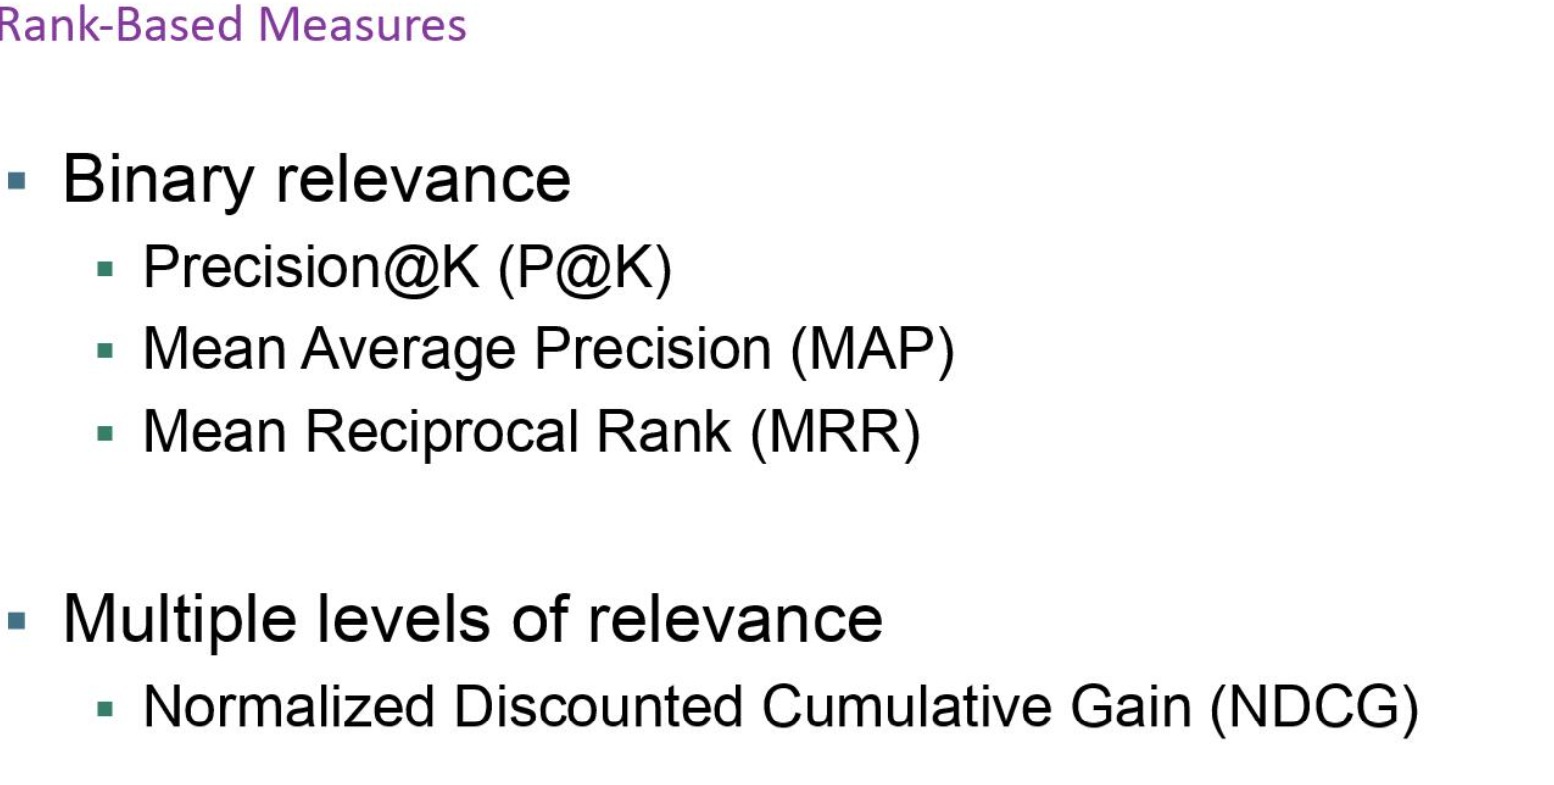 Rank-Based Measures
Binary relevance
Precision@K (P@K)
Mean Average Precision (MAP)
Mean Reciprocal Rank (MRR)
Multiple levels of relevance
Normalized Discounted Cumulative Gain (NDCG)